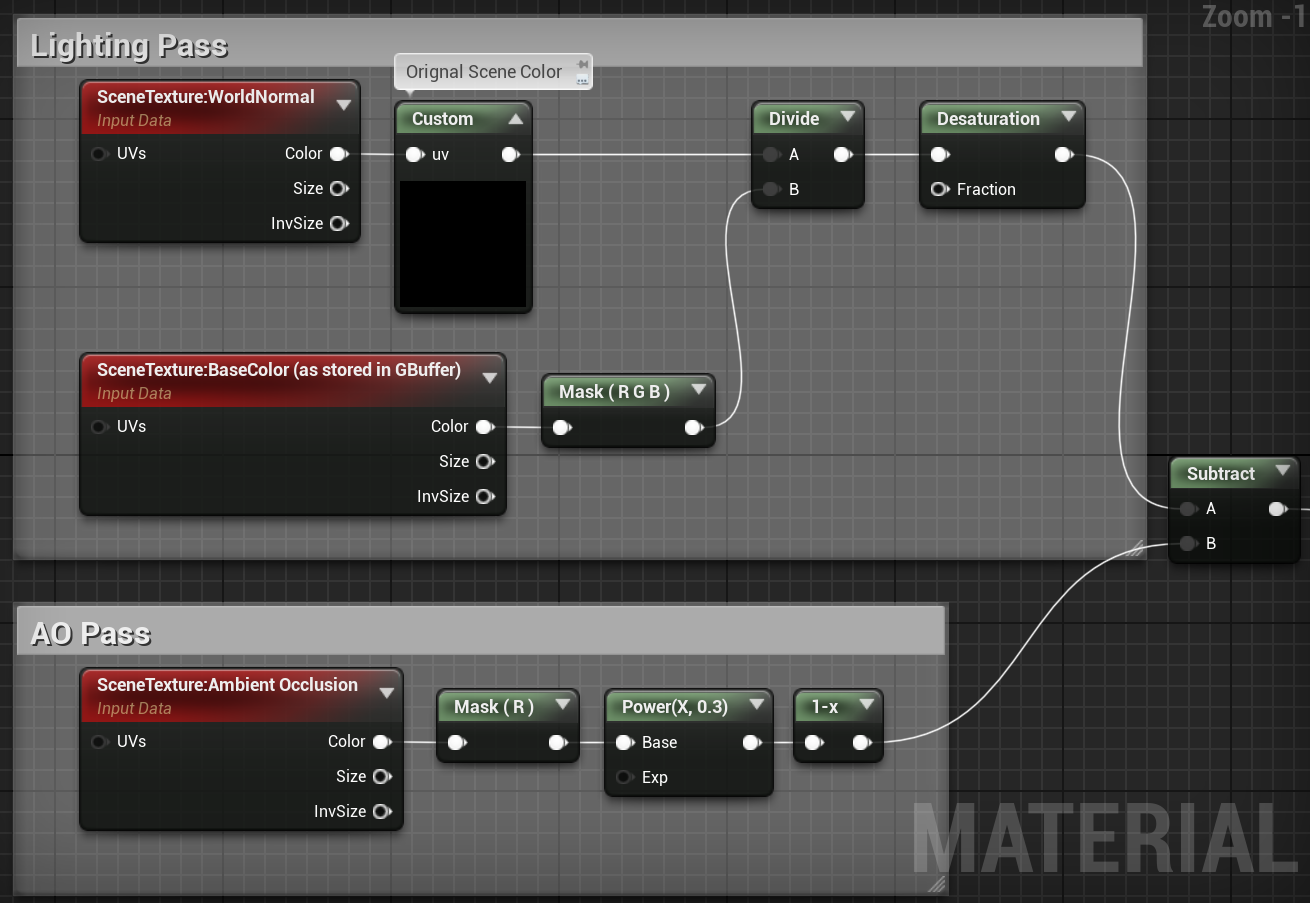 Zoom -1
Lighting Pass
Orignal Scene Color
SceneTexture:WorldNormal
Input Data
UVs
Color
Size
InvSize
Custom
uv
Divide
A
B
Desaturation
Fraction
SceneTexture:BaseColor (as stored in GBuffer)
Input Data
UVs
Color
Size
InvSize
Mask ( R G B )
Subtract
A
B
AO Pass
SceneTexture:Ambient Occlusion
Input Data
UVs
Color
Size
InvSize
Mask ( R )
Power(X, 0.3)
Base
Exp
1-x
MATERIAL